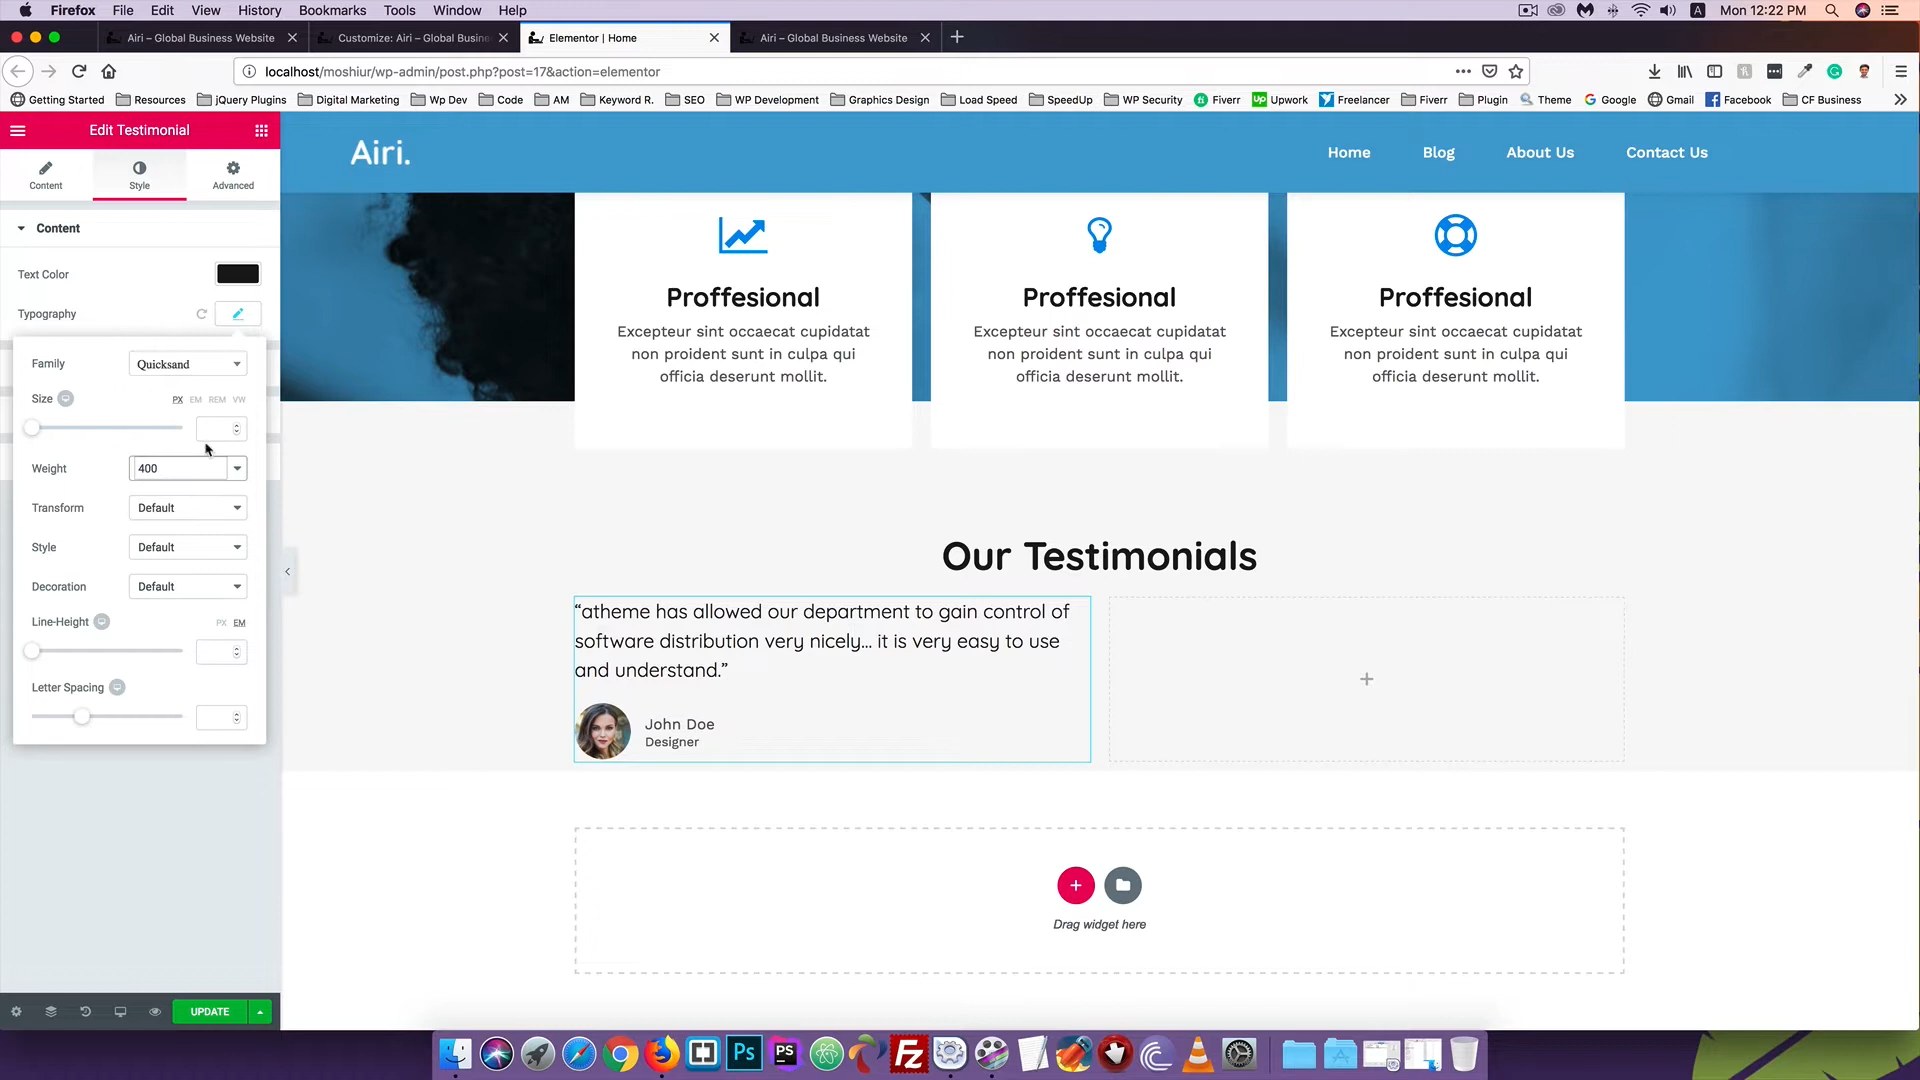 Firefox File Edit View History Bookmarks Tools Window Help
A Mon 12:22 PM
Airi – Global Business Website
Customize: Airi – Global Busine
Elementor | Home
Airi – Global Business Website
localhost/moshiur/wp-admin/post.php?post=17&action=elementor
Getting Started Resources jQuery Plugins Digital Marketing Wp Dev Code AM Keyword R. SEO WP Development Graphics Design Load Speed SpeedUp WP Security Fiverr Upwork Freelancer Fiverr Plugin Theme Google Gmail Facebook CF Business
Edit Testimonial
Content Style Advanced
Content
Text Color
Typography
Family Quicksand
Size PX EM REM VW
Weight 400
Transform Default
Style Default
Decoration Default
Line-Height PX EM
Letter Spacing
UPDATE
Airi.
Home Blog About Us Contact Us
Proffesional
Excepteur sint occaecat cupidatat
non proident sunt in culpa qui
officia deserunt mollit.
Proffesional
Excepteur sint occaecat cupidatat
non proident sunt in culpa qui
officia deserunt mollit.
Proffesional
Excepteur sint occaecat cupidatat
non proident sunt in culpa qui
officia deserunt mollit.
Our Testimonials
“atheme has allowed our department to gain control of
software distribution very nicely... it is very easy to use
and understand.”
John Doe
Designer
Drag widget here
Ps PS FZ